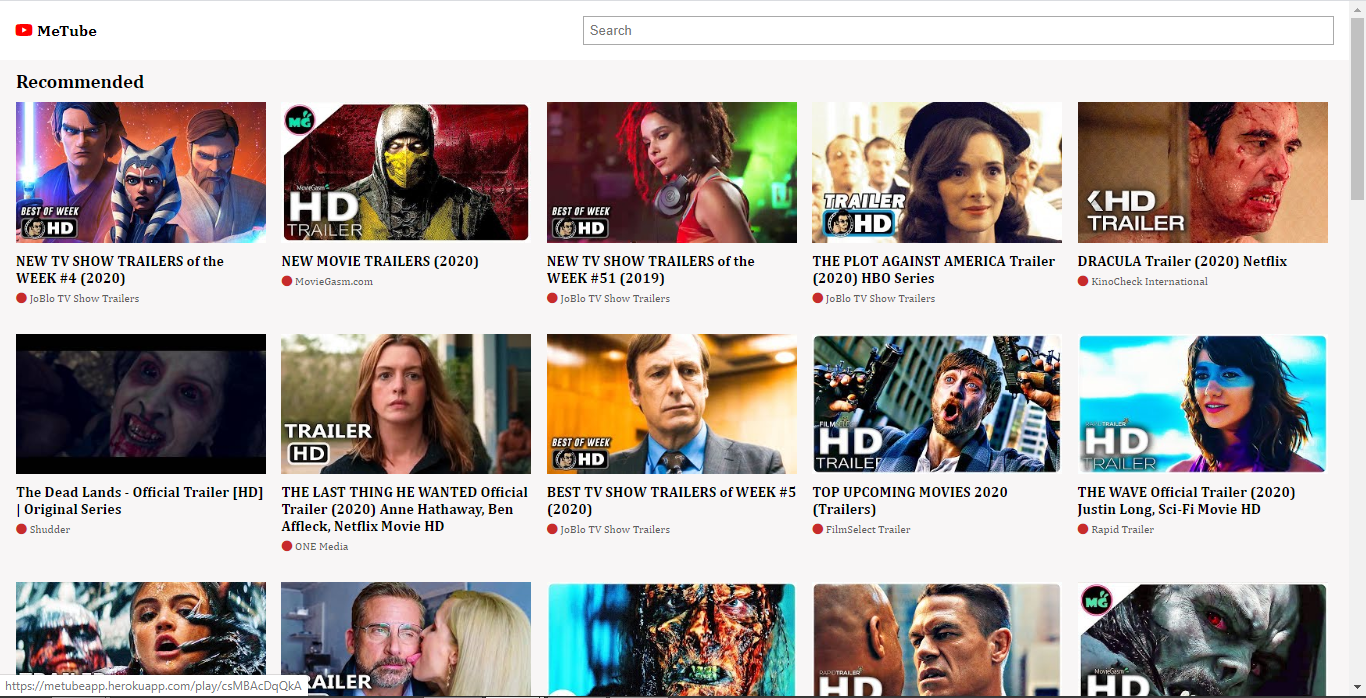 MeTube
Search
Recommended
BEST OF WEEK
HD
MG
MovieGasm
HD
TRAILER
BEST OF WEEK
HD
TRAILER
HD
HD
TRAILER
NEW TV SHOW TRAILERS of the
WEEK #4 (2020)
JoBlo TV Show Trailers
NEW MOVIE TRAILERS (2020)
MovieGasm.com
NEW TV SHOW TRAILERS of the
WEEK #51 (2019)
JoBlo TV Show Trailers
THE PLOT AGAINST AMERICA Trailer
(2020) HBO Series
JoBlo TV Show Trailers
DRACULA Trailer (2020) Netflix
KinoCheck International
TRAILER
HD
BEST OF WEEK
HD
HD
TRAILER
HD
TRAILER
The Dead Lands - Official Trailer [HD]
| Original Series
Shudder
THE LAST THING HE WANTED Official
Trailer (2020) Anne Hathaway, Ben
Affleck, Netflix Movie HD
ONE Media
BEST TV SHOW TRAILERS of WEEK #5
(2020)
JoBlo TV Show Trailers
TOP UPCOMING MOVIES 2020
(Trailers)
FilmSelect Trailer
THE WAVE Official Trailer (2020)
Justin Long, Sci-Fi Movie HD
Rapid Trailer
RAPID TRAILER
HD
MG
MovieGasm
HD
https://metubeapp.herokuapp.com/play/csMBAcDqQkA